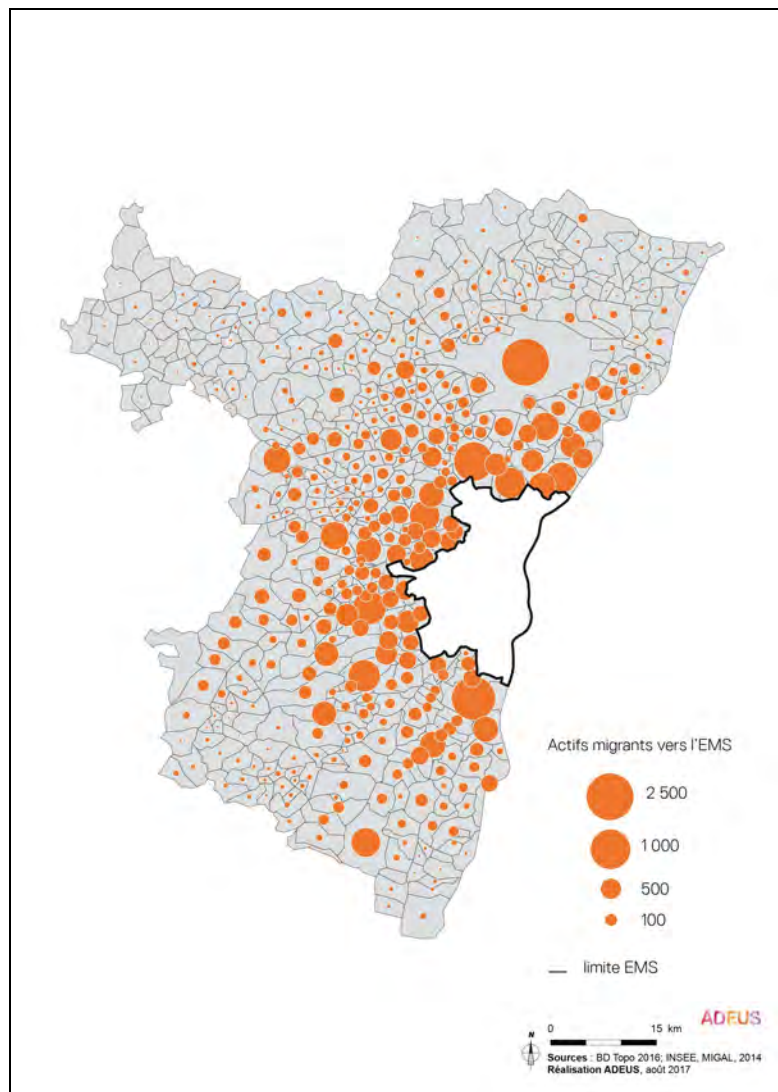 Actifs migrants vers l'EMS
2 500
1 000
500
100
limite EMS
ADEUS
0 15 km
N
Sources : BD Topo 2016; INSEE, MIGAL, 2014
Réalisation ADEUS, août 2017